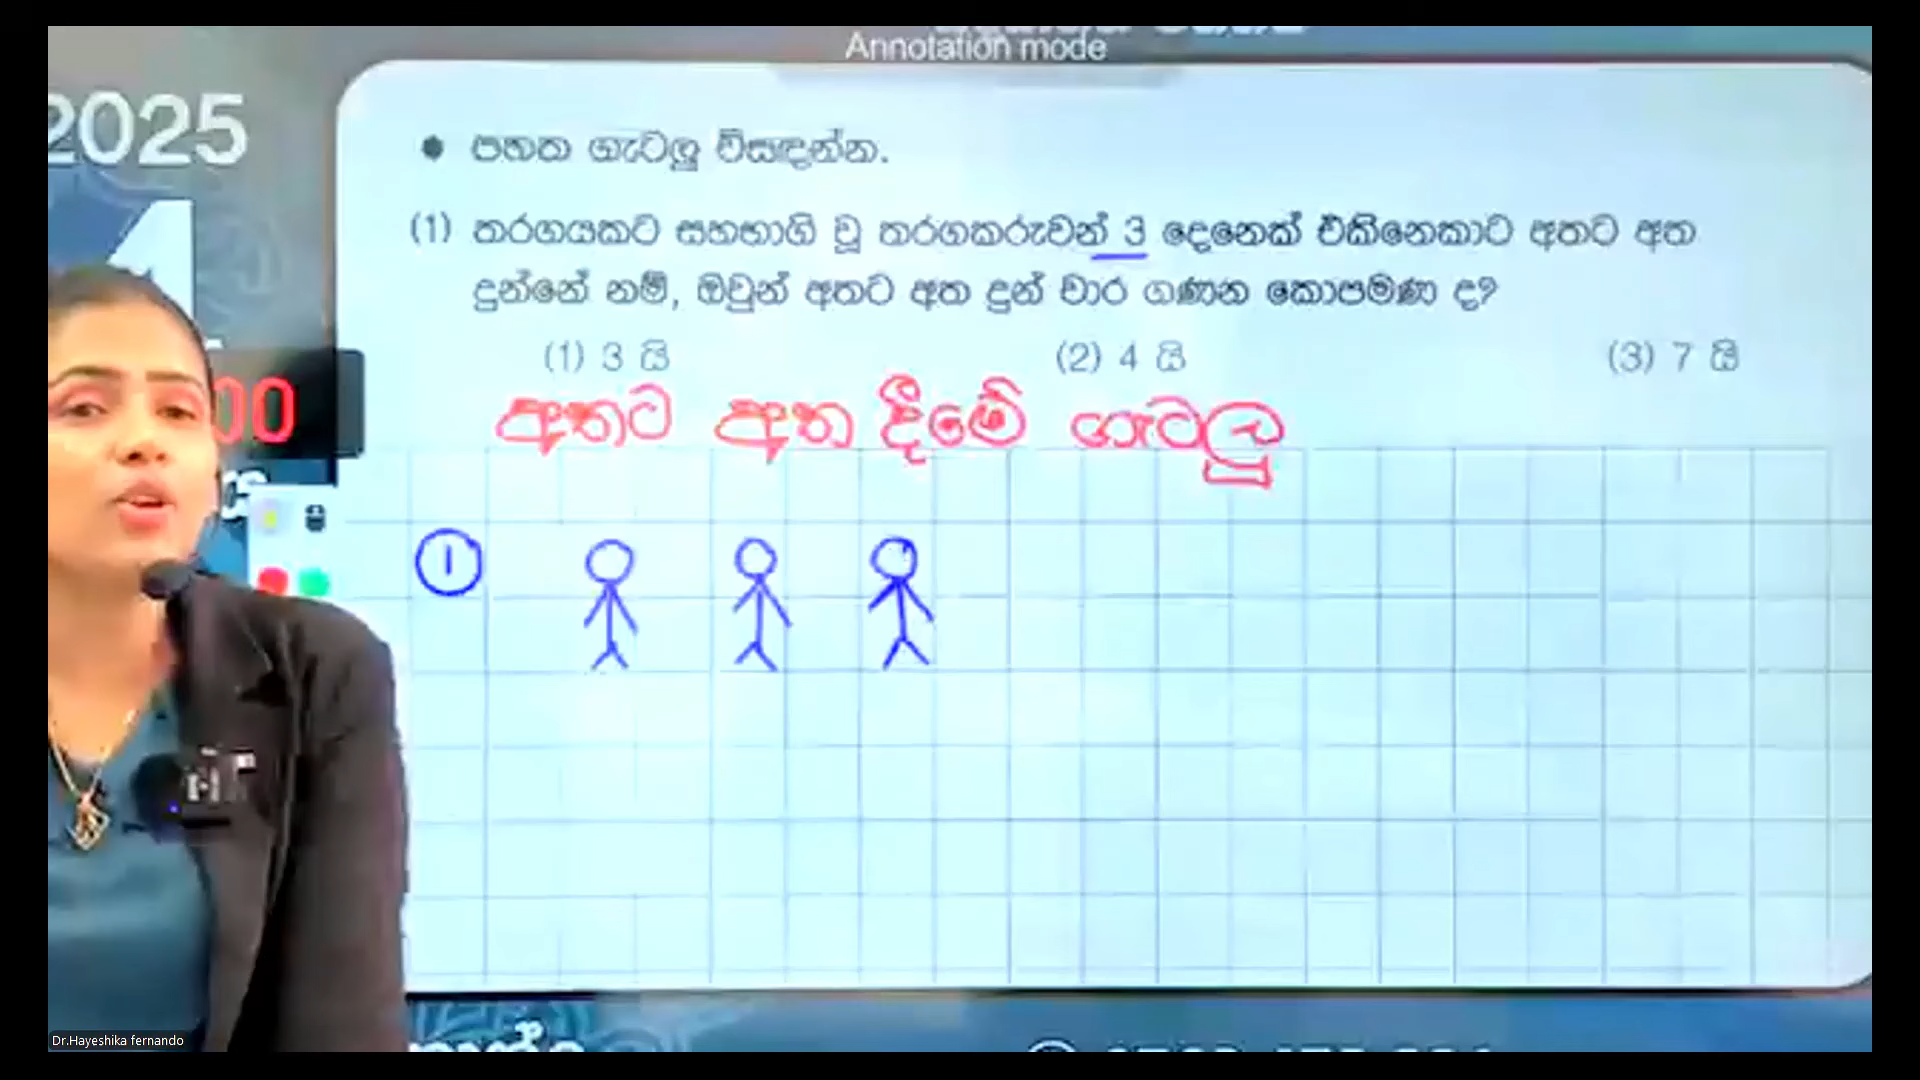 Annotation mode
2025
● පහත ගැටලු විසඳන්න.
(1) තරගයකට සහභාගි වූ තරගකරුවන් 3 දෙනෙක් එකිනෙකාට අතට අත
දුන්නේ නම්, ඔවුන් අතට අත දුන් වාර ගණන කොපමණ ද?
(1) 3 යි (2) 4 යි (3) 7 යි
00
අතට අත දීමේ ගැටලු
1
Dr.Hayeshika fernando